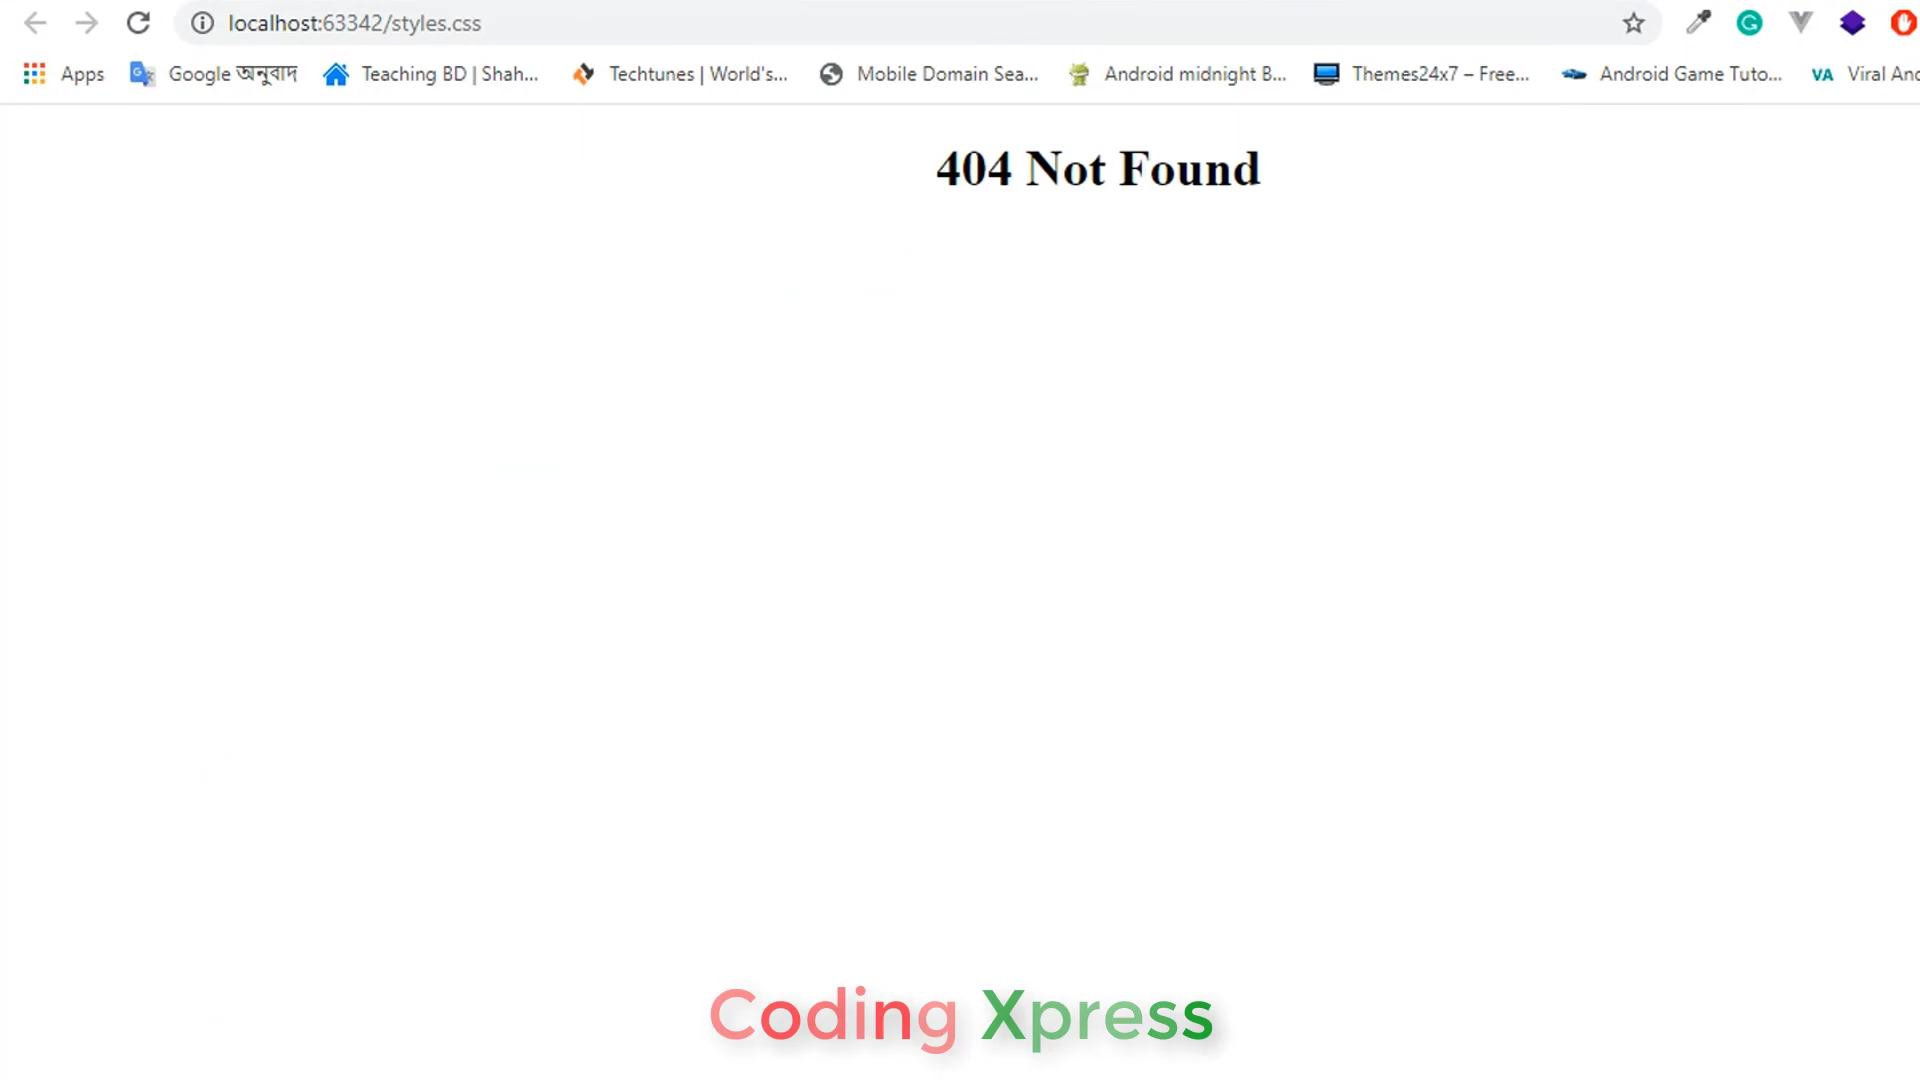 localhost:63342/styles.css
Apps Google অনুবাদ Teaching BD | Shah... Techtunes | World's... Mobile Domain Sea... Android midnight B... Themes24x7 – Free... Android Game Tuto... VA Viral And
404 Not Found
Coding Xpress